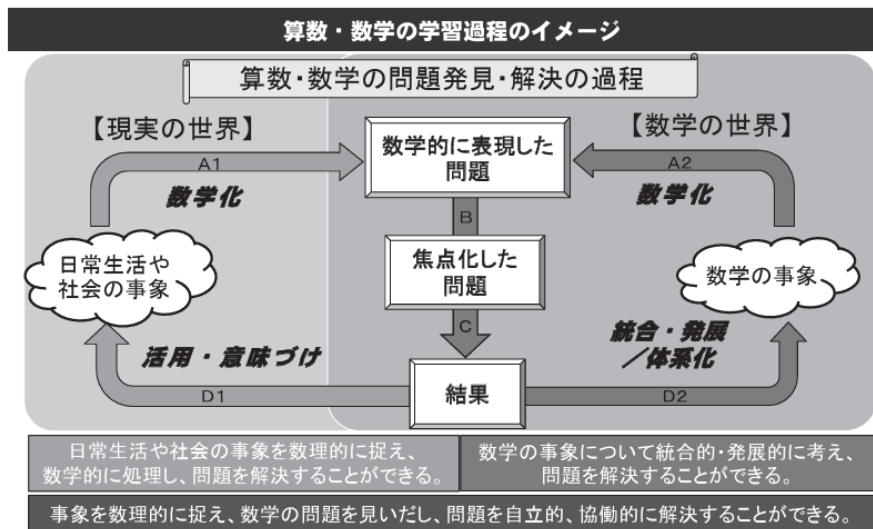 算数・数学の学習過程のイメージ
算数・数学の問題発見・解決の過程
【現実の世界】
【数学の世界】
数学的に表現した
問題
A1
A2
数学化
数学化
B
日常生活や
社会の事象
焦点化した
問題
数学の事象
C
活用・意味づけ
統合・発展
／体系化
結果
D1
D2
日常生活や社会の事象を数理的に捉え、
数学的に処理し、問題を解決することができる。
数学の事象について統合的・発展的に考え、
問題を解決することができる。
事象を数理的に捉え、数学の問題を見いだし、問題を自立的、協働的に解決することができる。